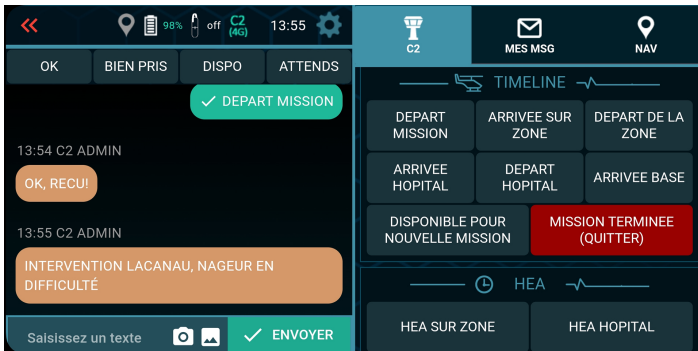 98% off C2 (4G) 13:55
OK BIEN PRIS DISPO ATTENDS
DEPART MISSION
13:54 C2 ADMIN
OK, RECU!
13:55 C2 ADMIN
INTERVENTION LACANAU, NAGEUR EN
DIFFICULTÉ
Saisissez un texte ENVOYER
C2 MES MSG NAV
TIMELINE
DEPART
MISSION
ARRIVEE SUR
ZONE
DEPART DE LA
ZONE
ARRIVEE
HOPITAL
DEPART
HOPITAL
ARRIVEE BASE
DISPONIBLE POUR
NOUVELLE MISSION
MISSION TERMINEE
(QUITTER)
HEA
HEA SUR ZONE
HEA HOPITAL